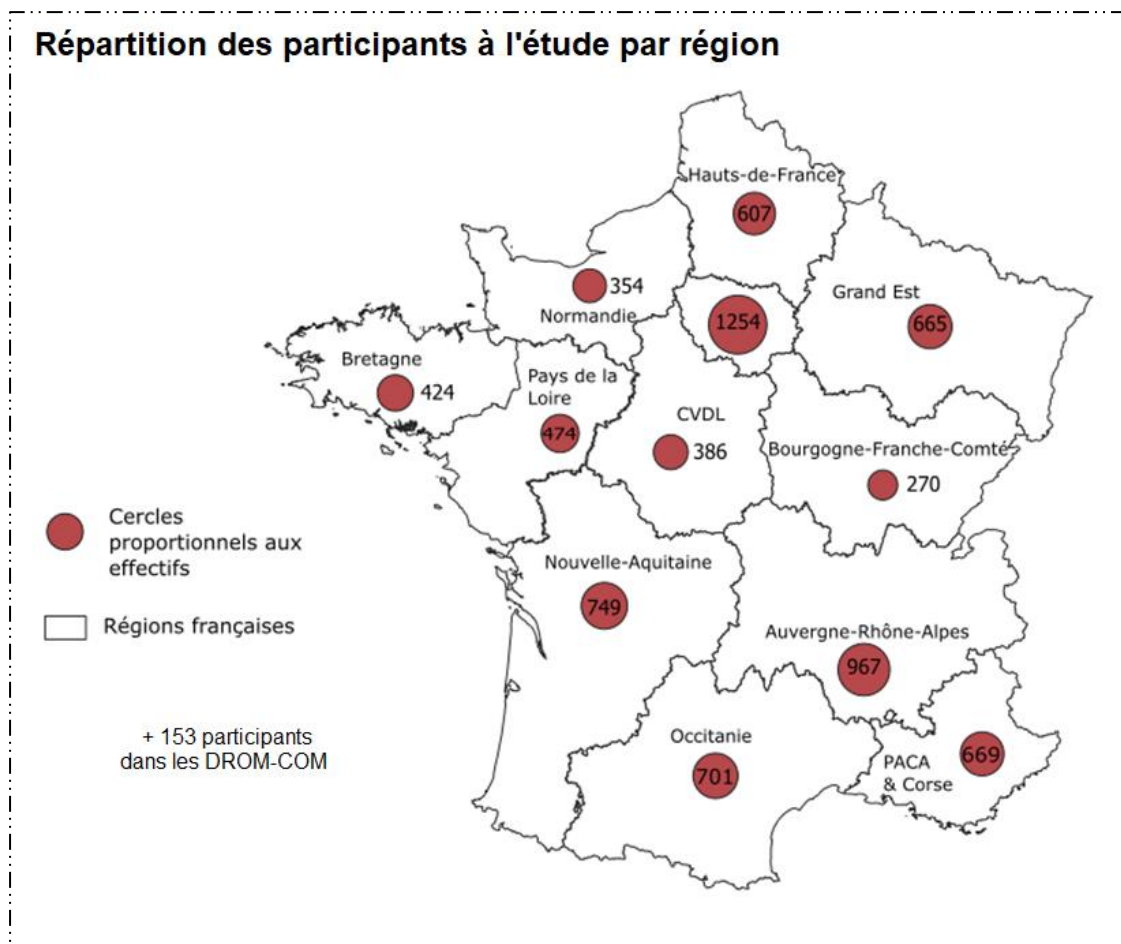 Répartition des participants à l'étude par région
Hauts-de-France
607
354
Normandie
1254
Grand Est
665
Bretagne
424
Pays de la
Loire
474
CVDL
386
Bourgogne-Franche-Comté
270
Cercles
proportionnels aux
effectifs
Régions françaises
Nouvelle-Aquitaine
749
Auvergne-Rhône-Alpes
967
+ 153 participants
dans les DROM-COM
Occitanie
701
PACA
& Corse
669